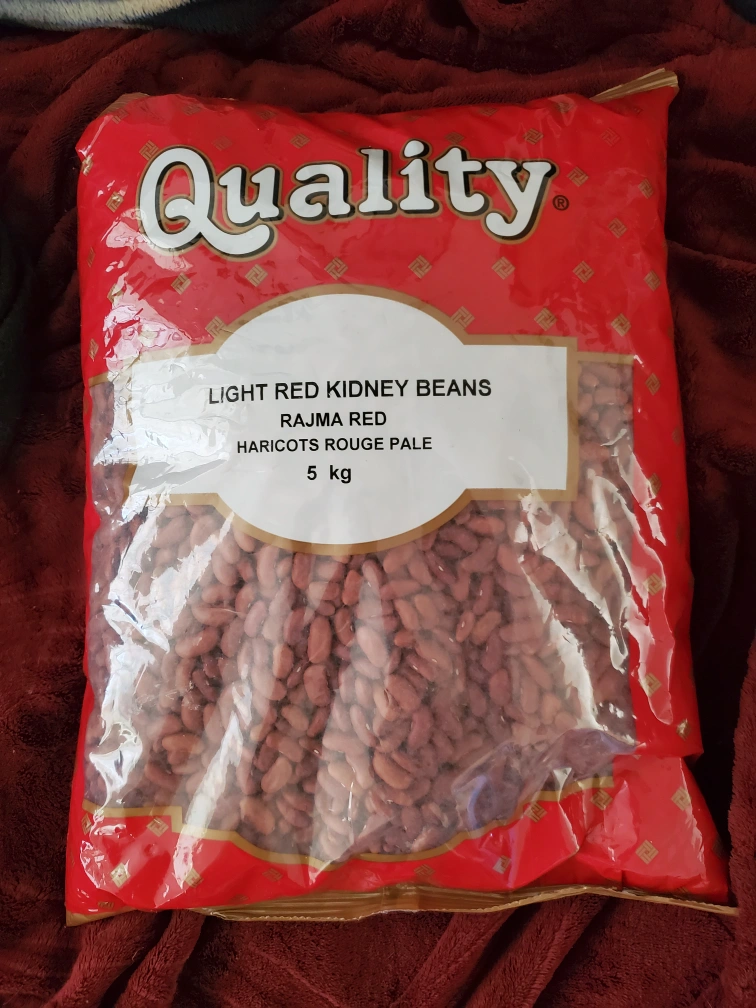 Quality®
LIGHT RED KIDNEY BEANS
RAJMA RED
HARICOTS ROUGE PALE
5 kg